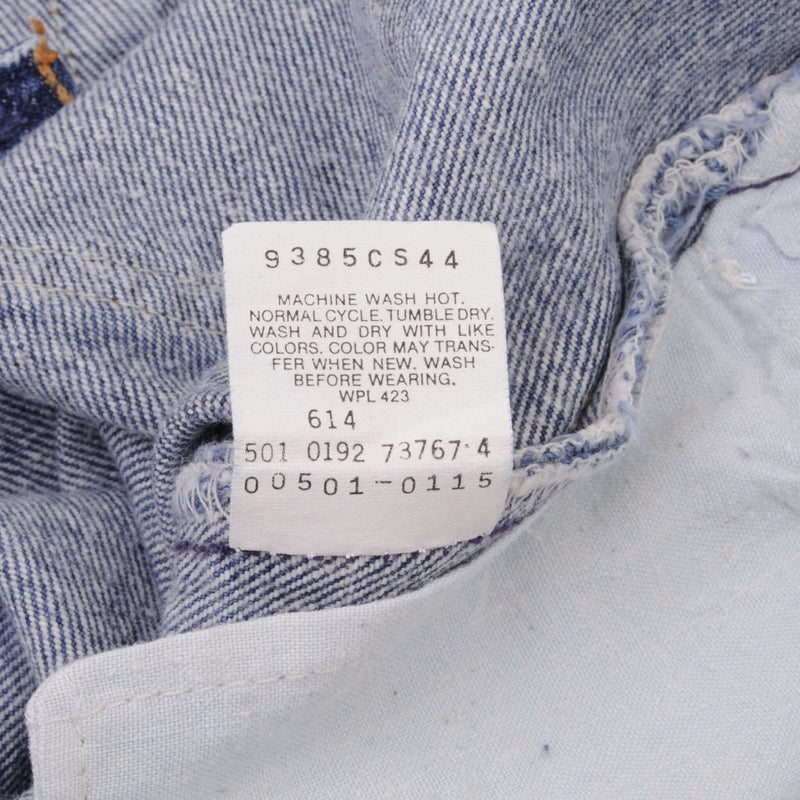 9385CS44
MACHINE WASH HOT.
NORMAL CYCLE. TUMBLE DRY.
WASH AND DRY WITH LIKE
COLORS. COLOR MAY TRANS-
FER WHEN NEW. WASH
BEFORE WEARING.
WPL 423
614
501 0192 73767·4
00501-0115